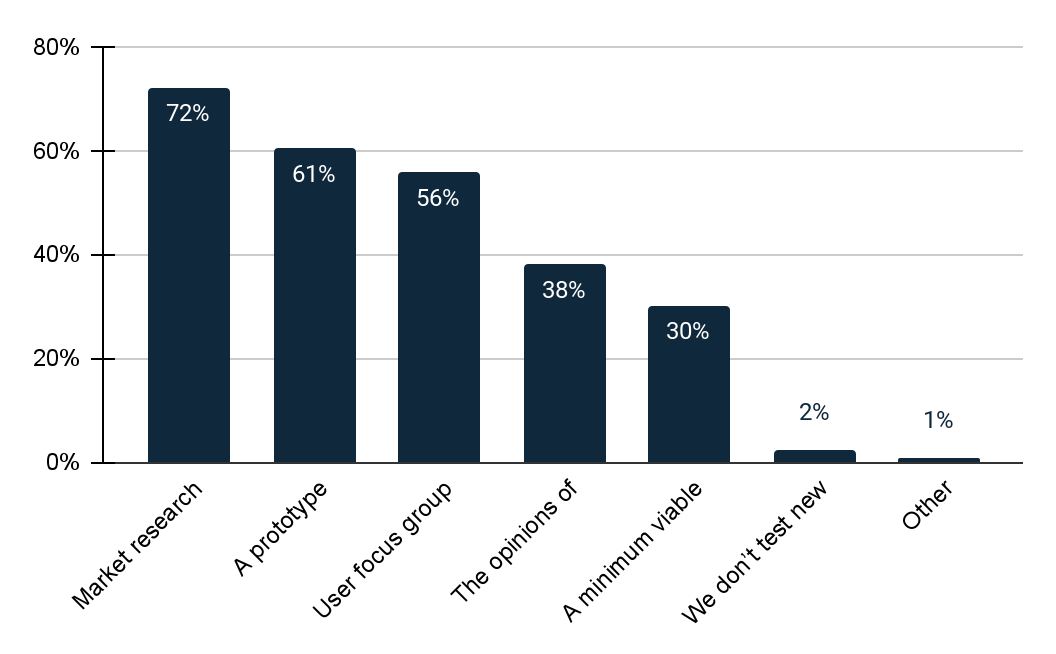 80%
60%
40%
20%
0%
72%
61%
56%
38%
30%
2%
1%
Market research
A prototype
User focus group
The opinions of
A minimum viable
We don't test new
Other